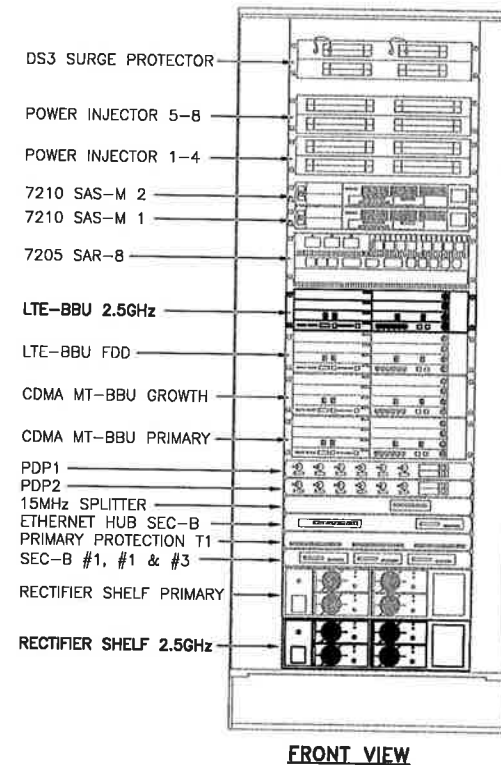 DS3 SURGE PROTECTOR
POWER INJECTOR 5-8
POWER INJECTOR 1-4
7210 SAS-M 2
7210 SAS-M 1
7205 SAR-8
LTE-BBU 2.5GHz
LTE-BBU FDD
CDMA MT-BBU GROWTH
CDMA MT-BBU PRIMARY
PDP1
PDP2
15MHz SPLITTER
ETHERNET HUB SEC-B
PRIMARY PROTECTION T1
SEC-B #1, #1 & #3
RECTIFIER SHELF PRIMARY
RECTIFIER SHELF 2.5GHz
FRONT VIEW